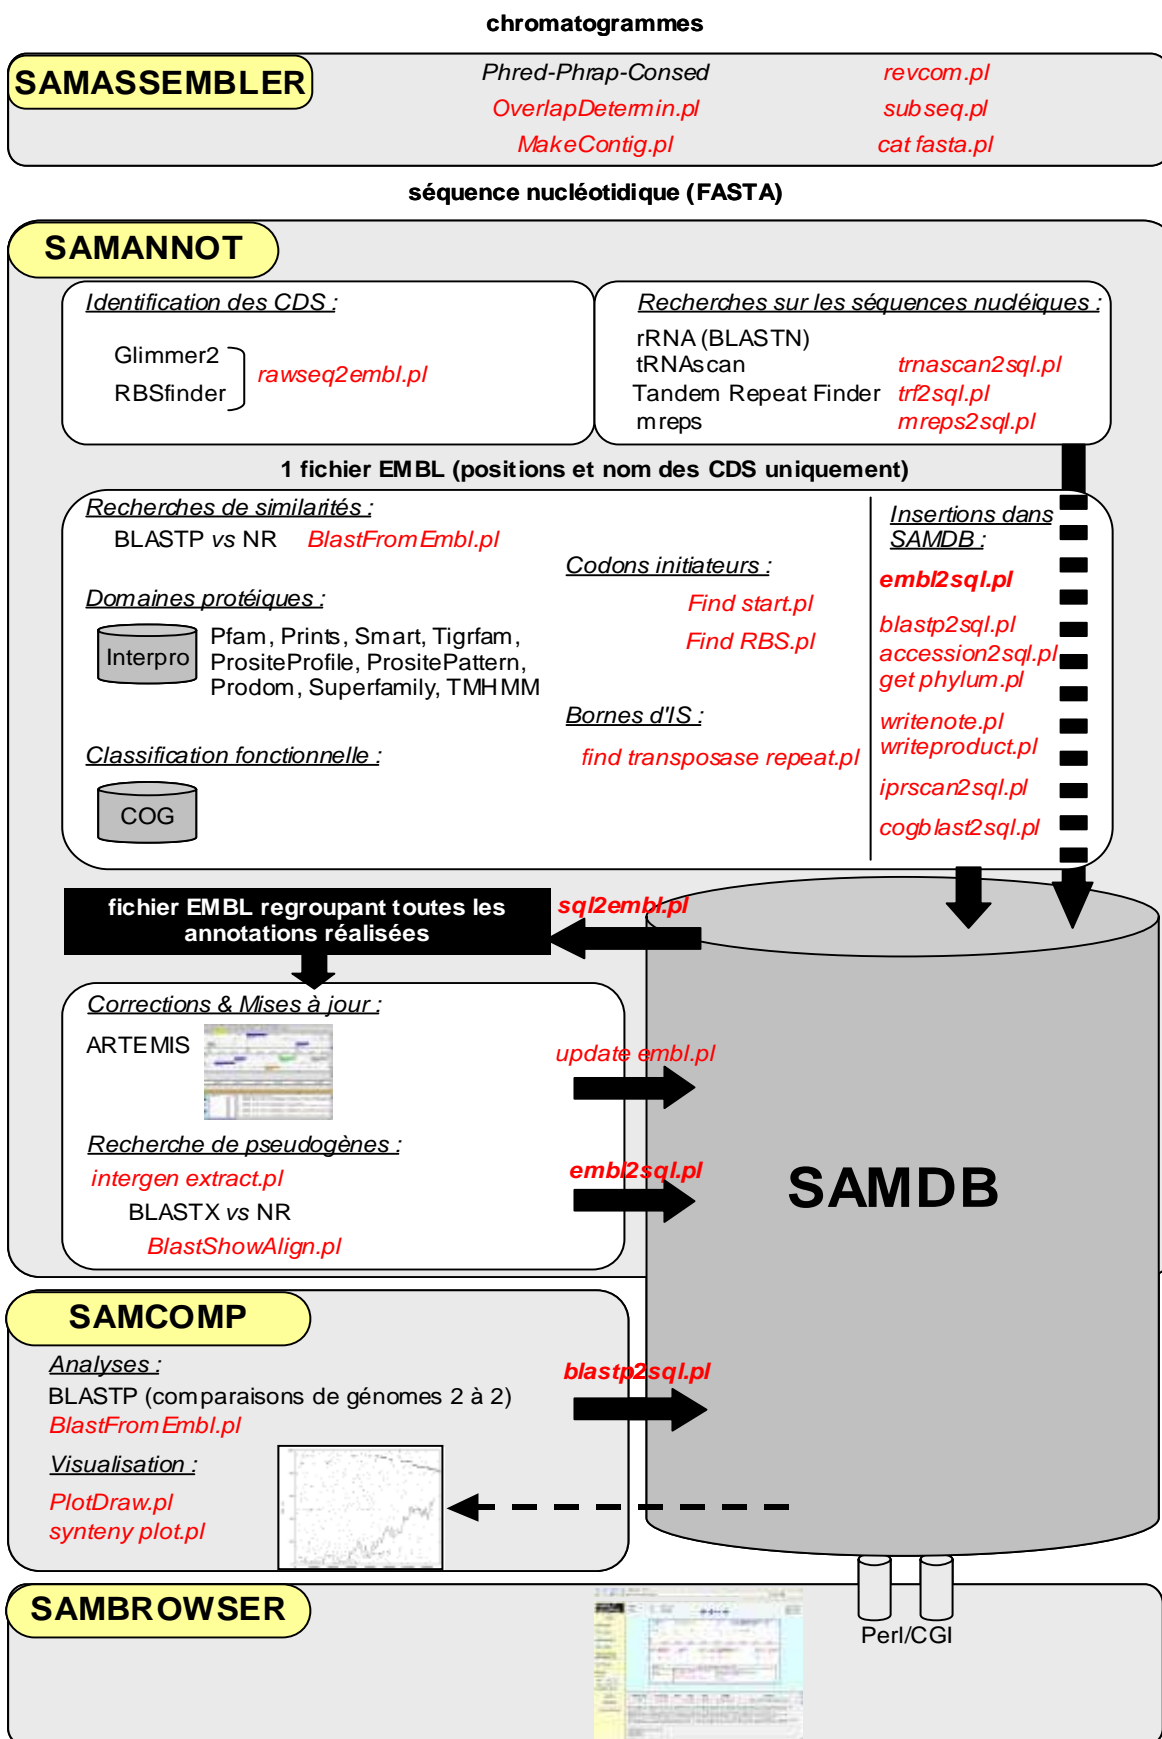 chromatogrammes
SAMASSEMBLER
Phred-Phrap-Consed
revcom.pl
OverlapDetermin.pl
subseq.pl
MakeContig.pl
cat fasta.pl
séquence nucléotidique (FASTA)
SAMANNOT
Identification des CDS :
Glimmer2
RBSfinder
rawseq2embl.pl
Recherches sur les séquences nucléiques :
rRNA (BLASTN)
tRNAscan
trnascan2sql.pl
Tandem Repeat Finder
trf2sql.pl
mreps
mreps2sql.pl
1 fichier EMBL (positions et nom des CDS uniquement)
Recherches de similarités :
BLASTP vs NR
BlastFromEmbl.pl
Domaines protéiques :
Interpro
Pfam, Prints, Smart, Tigrfam,
PrositeProfile, PrositePattern,
Prodom, Superfamily, TMHMM
Classification fonctionnelle :
COG
Codons initiateurs :
Find start.pl
Find RBS.pl
Bornes d'IS :
find transposase repeat.pl
Insertions dans
SAMDB :
embl2sql.pl
blastp2sql.pl
accession2sql.pl
get phylum.pl
writenote.pl
writeproduct.pl
iprscan2sql.pl
cogblast2sql.pl
fichier EMBL regroupant toutes les
annotations réalisées
sql2embl.pl
Corrections & Mises à jour :
ARTEMIS
update embl.pl
Recherche de pseudogènes :
intergen extract.pl
BLASTX vs NR
BlastShowAlign.pl
embl2sql.pl
SAMDB
SAMCOMP
Analyses :
BLASTP (comparaisons de génomes 2 à 2)
BlastFromEmbl.pl
blastp2sql.pl
Visualisation :
PlotDraw.pl
synteny plot.pl
SAMBROWSER
Perl/CGI